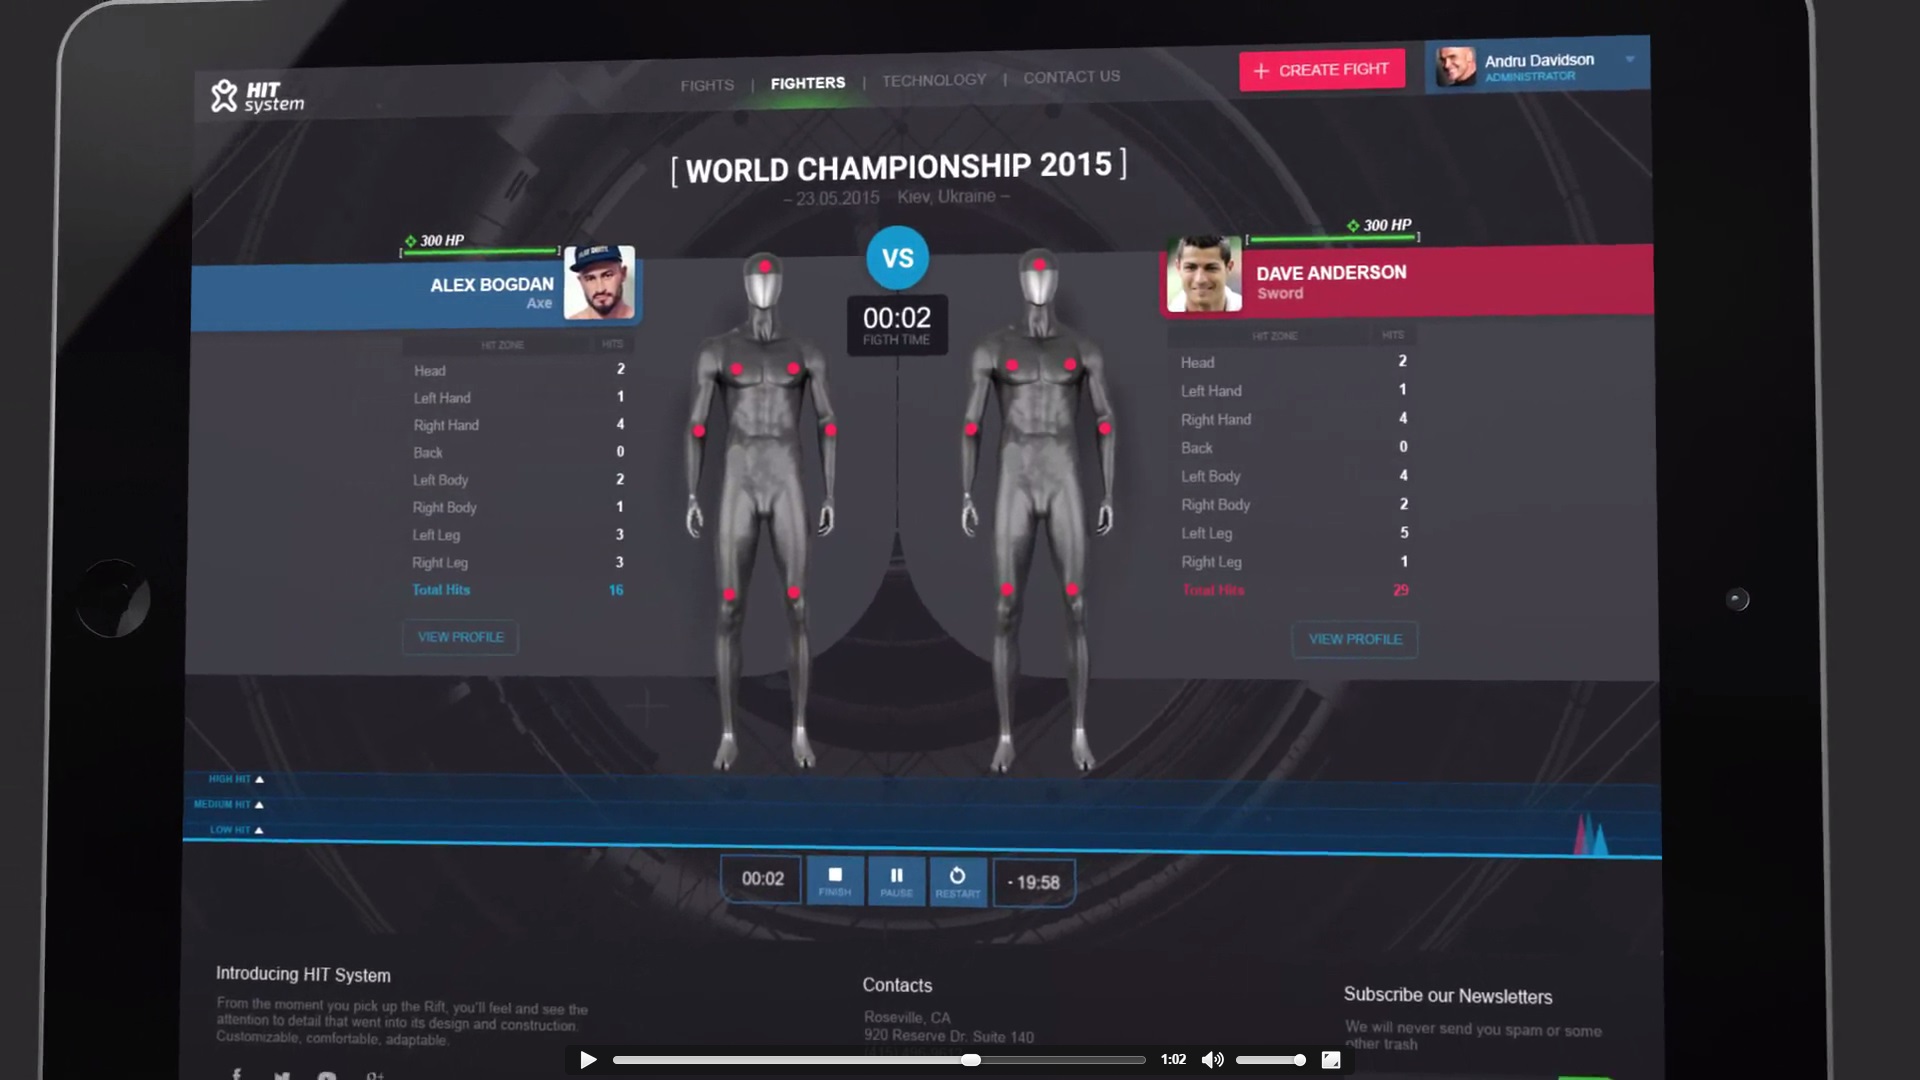 HIT
system
FIGHTS | FIGHTERS | TECHNOLOGY | CONTACT US
+ CREATE FIGHT
Andru Davidson
ADMINISTRATOR
[ WORLD CHAMPIONSHIP 2015 ]
– 23.05.2015 Kiev, Ukraine –
300 HP
ALEX BOGDAN
Axe
VS
00:02
FIGTH TIME
300 HP
DAVE ANDERSON
Sword
HIT ZONE HITS
Head 2
Left Hand 1
Right Hand 4
Back 0
Left Body 2
Right Body 1
Left Leg 3
Right Leg 3
Total Hits 16
VIEW PROFILE
HIT ZONE HITS
Head 2
Left Hand 1
Right Hand 4
Back 0
Left Body 4
Right Body 2
Left Leg 5
Right Leg 1
Total Hits 29
VIEW PROFILE
HIGH HIT
MEDIUM HIT
LOW HIT
00:02
FINISH
PAUSE
RESTART
- 19:58
Introducing HIT System
From the moment you pick up the Rift, you'll feel and see the
attention to detail that went into its design and construction.
Customizable, comfortable, adaptable.
Contacts
Roseville, CA
920 Reserve Dr. Suite 140
Subscribe our Newsletters
We will never send you spam or some
other trash
1:02